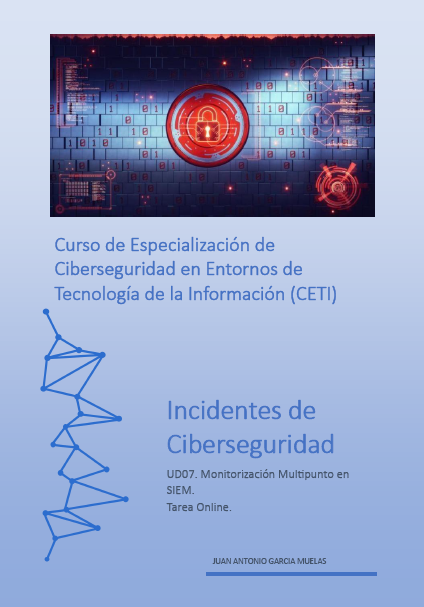 Curso de Especialización de
Ciberseguridad en Entornos de
Tecnología de la Información (CETI)
Incidentes de
Ciberseguridad
UD07. Monitorización Multipunto en
SIEM.
Tarea Online.
JUAN ANTONIO GARCIA MUELAS